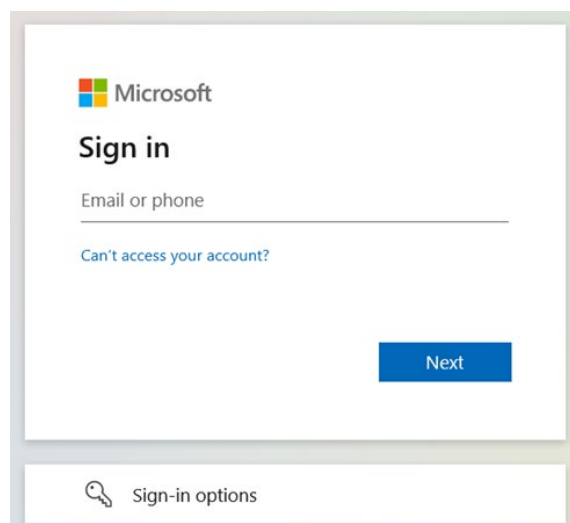 Microsoft
Sign in
Email or phone
Can't access your account?
Next
Sign-in options